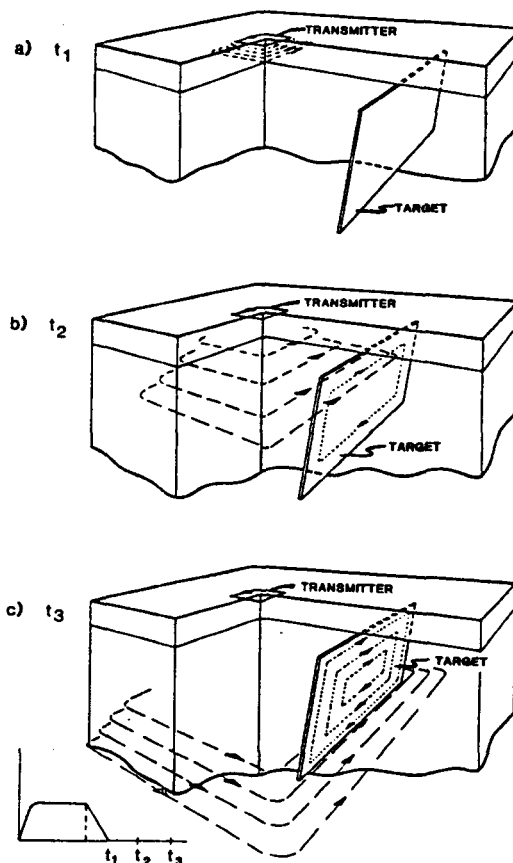 a) t1
TRANSMITTER
TARGET
b) t2
TRANSMITTER
TARGET
c) t3
TRANSMITTER
TARGET
t1 t2 t3